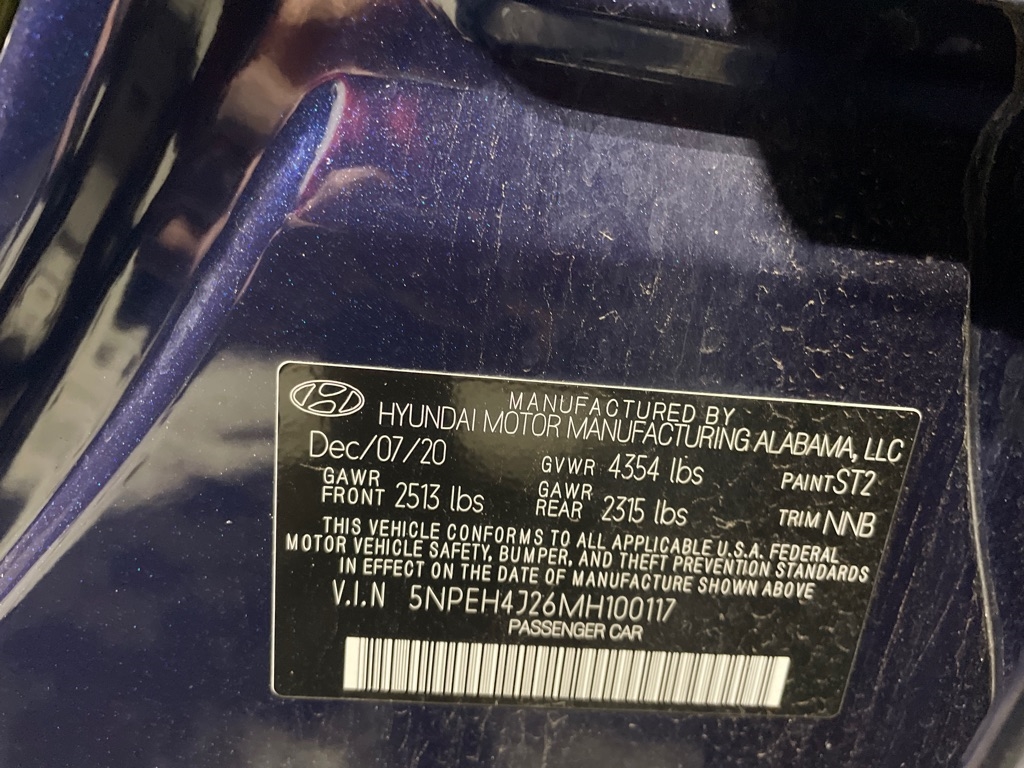 MANUFACTURED BY
HYUNDAI MOTOR MANUFACTURING ALABAMA, LLC
Dec/07/20 GVWR 4354 lbs PAINT ST2
GAWR FRONT 2513 lbs GAWR REAR 2315 lbs TRIM NNB
THIS VEHICLE CONFORMS TO ALL APPLICABLE U.S.A. FEDERAL
MOTOR VEHICLE SAFETY, BUMPER, AND THEFT PREVENTION STANDARDS
IN EFFECT ON THE DATE OF MANUFACTURE SHOWN ABOVE
V.I.N 5NPEH4J26MH100117
PASSENGER CAR